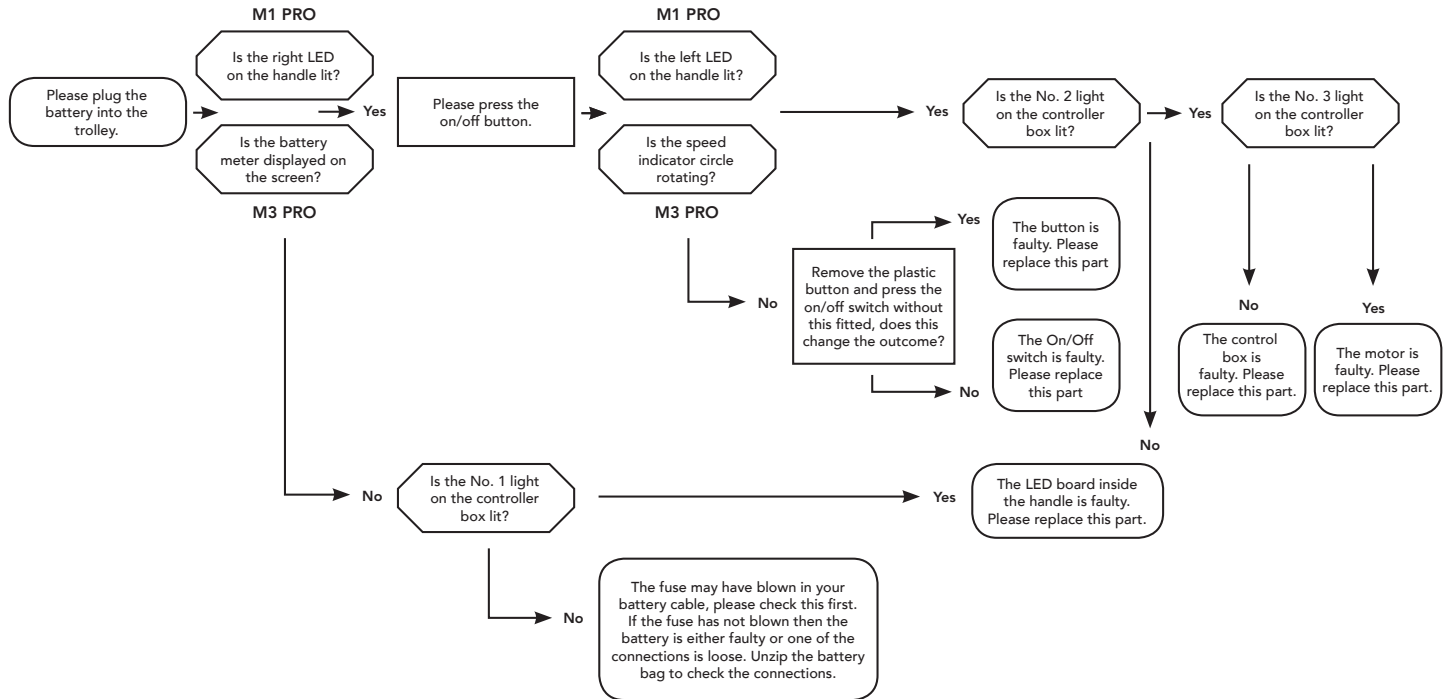 M1 PRO
Is the right LED
on the handle lit?
Please plug the
battery into the
trolley.
Yes
Is the battery
meter displayed on
the screen?
M3 PRO
Please press the
on/off button.
M1 PRO
Is the left LED
on the handle lit?
Is the speed
indicator circle
rotating?
M3 PRO
Yes
Is the No. 2 light
on the controller
box lit?
Yes
Is the No. 3 light
on the controller
box lit?
No
Remove the plastic
button and press the
on/off switch without
this fitted, does this
change the outcome?
Yes
The button is
faulty. Please
replace this part
No
The On/Off
switch is faulty.
Please replace
this part
No
The control
box is
faulty. Please
replace this part.
Yes
The motor is
faulty. Please
replace this part.
No
No
Is the No. 1 light
on the controller
box lit?
Yes
The LED board inside
the handle is faulty.
Please replace this part.
No
The fuse may have blown in your
battery cable, please check this first.
If the fuse has not blown then the
battery is either faulty or one of the
connections is loose. Unzip the battery
bag to check the connections.